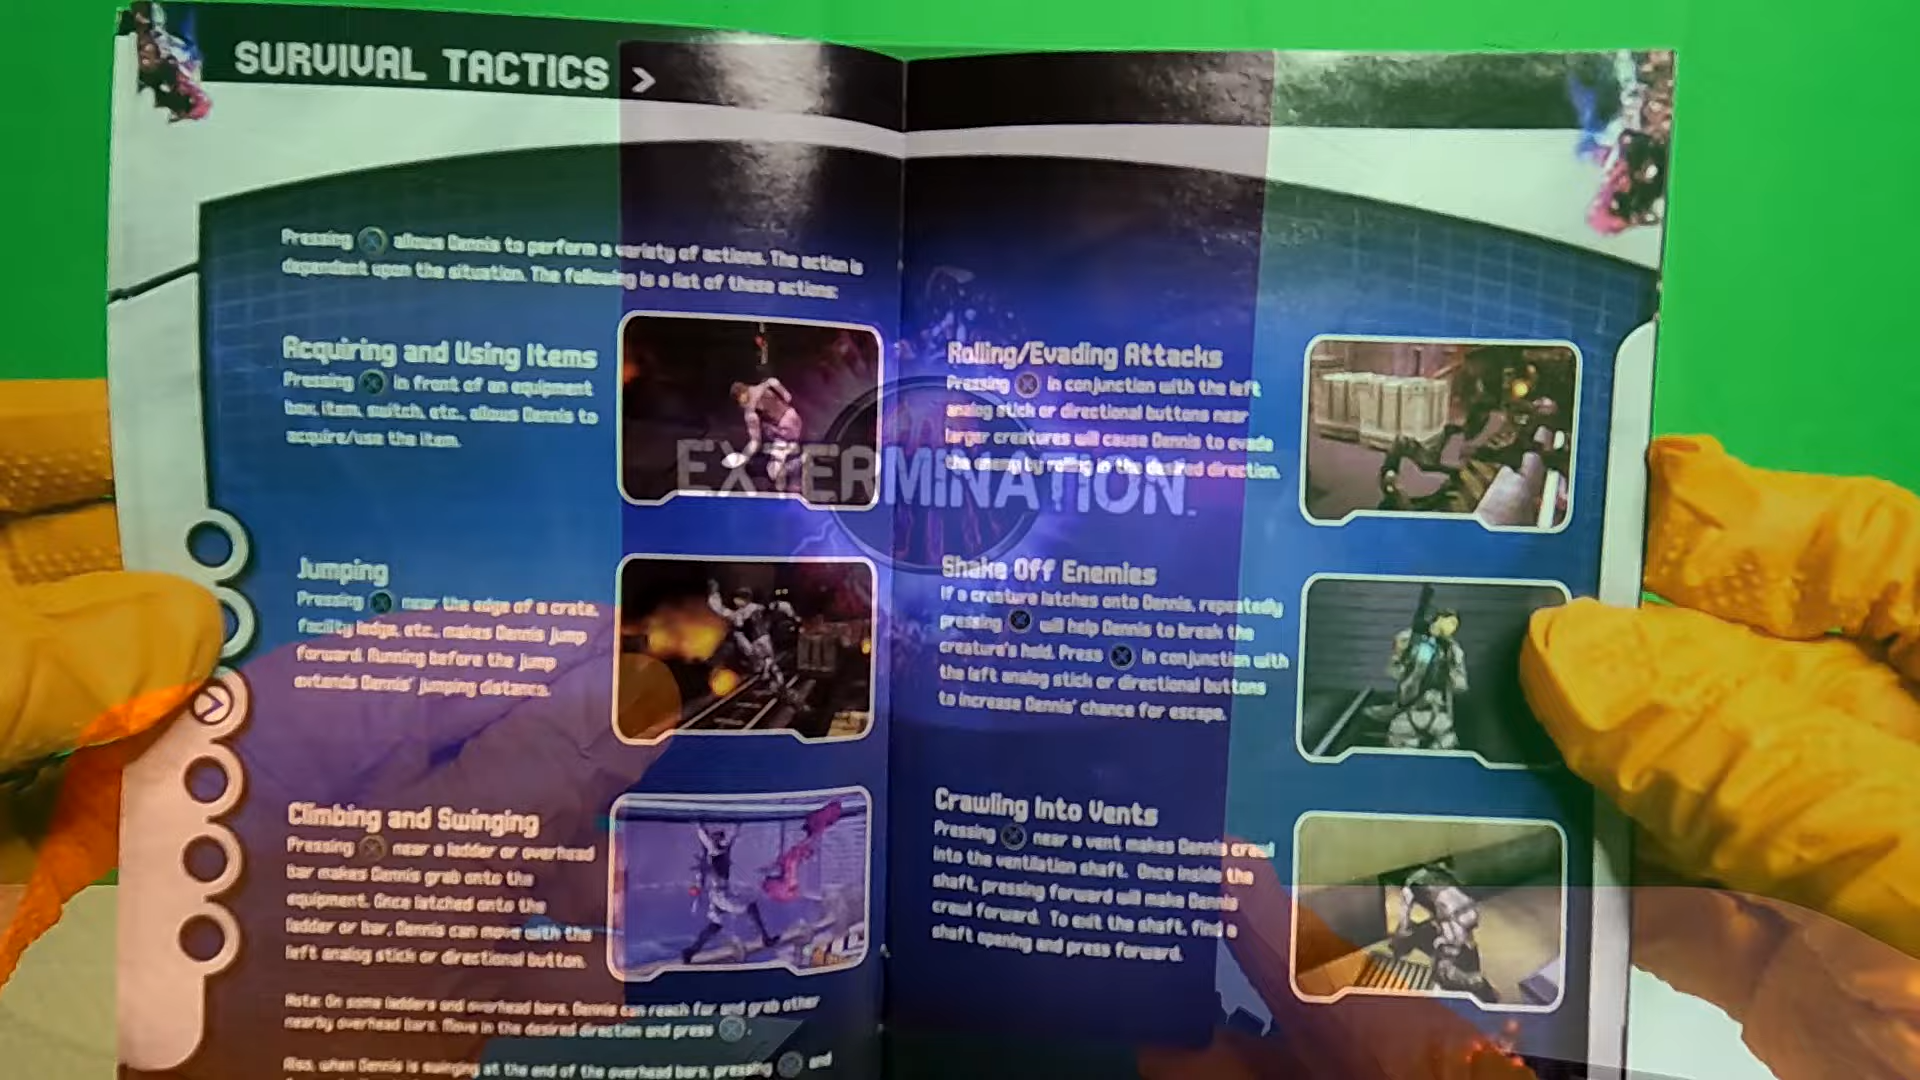 SURVIVAL TACTICS >
Pressing allows Dennis to perform a variety of actions. The action is
dependent upon the situation. The following is a list of these actions:
Acquiring and Using Items
Pressing in front of an equipment
box, item, switch, etc., allows Dennis to
acquire/use the item.
Jumping
Pressing near the edge of a crate,
facility ledge, etc., makes Dennis jump
forward. Running before the jump
extends Dennis' jumping distance.
Climbing and Swinging
Pressing near a ladder or overhead
bar makes Dennis grab onto the
equipment. Once latched onto the
ladder or bar, Dennis can move with the
left analog stick or directional button.
Note: On some ladders and overhead bars, Dennis can reach far and grab other
nearby overhead bars. Move in the desired direction and press .
Also, when Dennis is swinging at the end of the overhead bars, pressing and
Rolling/Evading Attacks
Pressing in conjunction with the left
analog stick or directional buttons near
larger creatures will cause Dennis to evade
the enemy by rolling in the desired direction.
EXTERMINATION
Shake Off Enemies
If a creature latches onto Dennis, repeatedly
pressing will help Dennis to break the
creature's hold. Press in conjunction with
the left analog stick or directional buttons
to increase Dennis' chance for escape.
Crawling Into Vents
Pressing near a vent makes Dennis crawl
into the ventilation shaft. Once inside the
shaft, pressing forward will make Dennis
crawl forward. To exit the shaft, find a
shaft opening and press forward.